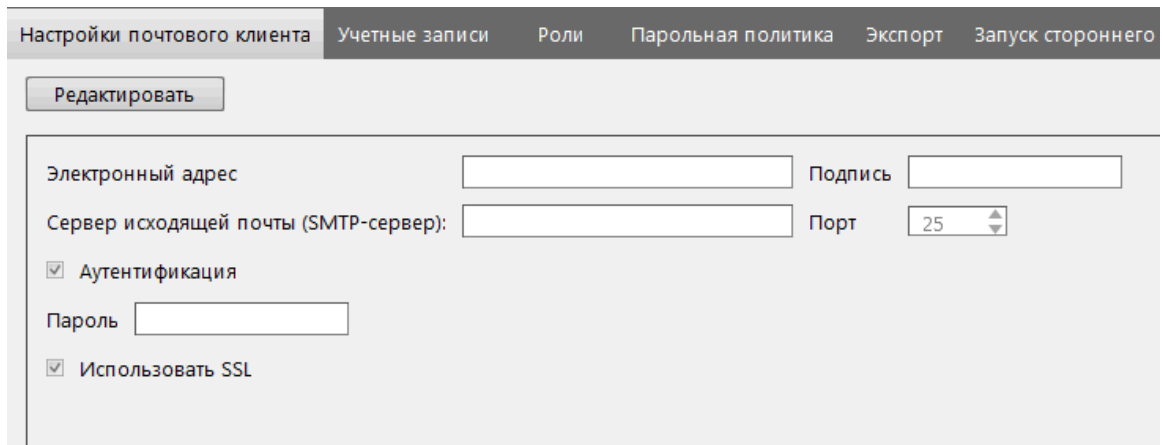 Настройки почтового клиента Учетные записи Роли Парольная политика Экспорт Запуск стороннего
Редактировать
Электронный адрес Подпись
Сервер исходящей почты (SMTP-сервер): Порт 25
Аутентификация
Пароль
Использовать SSL